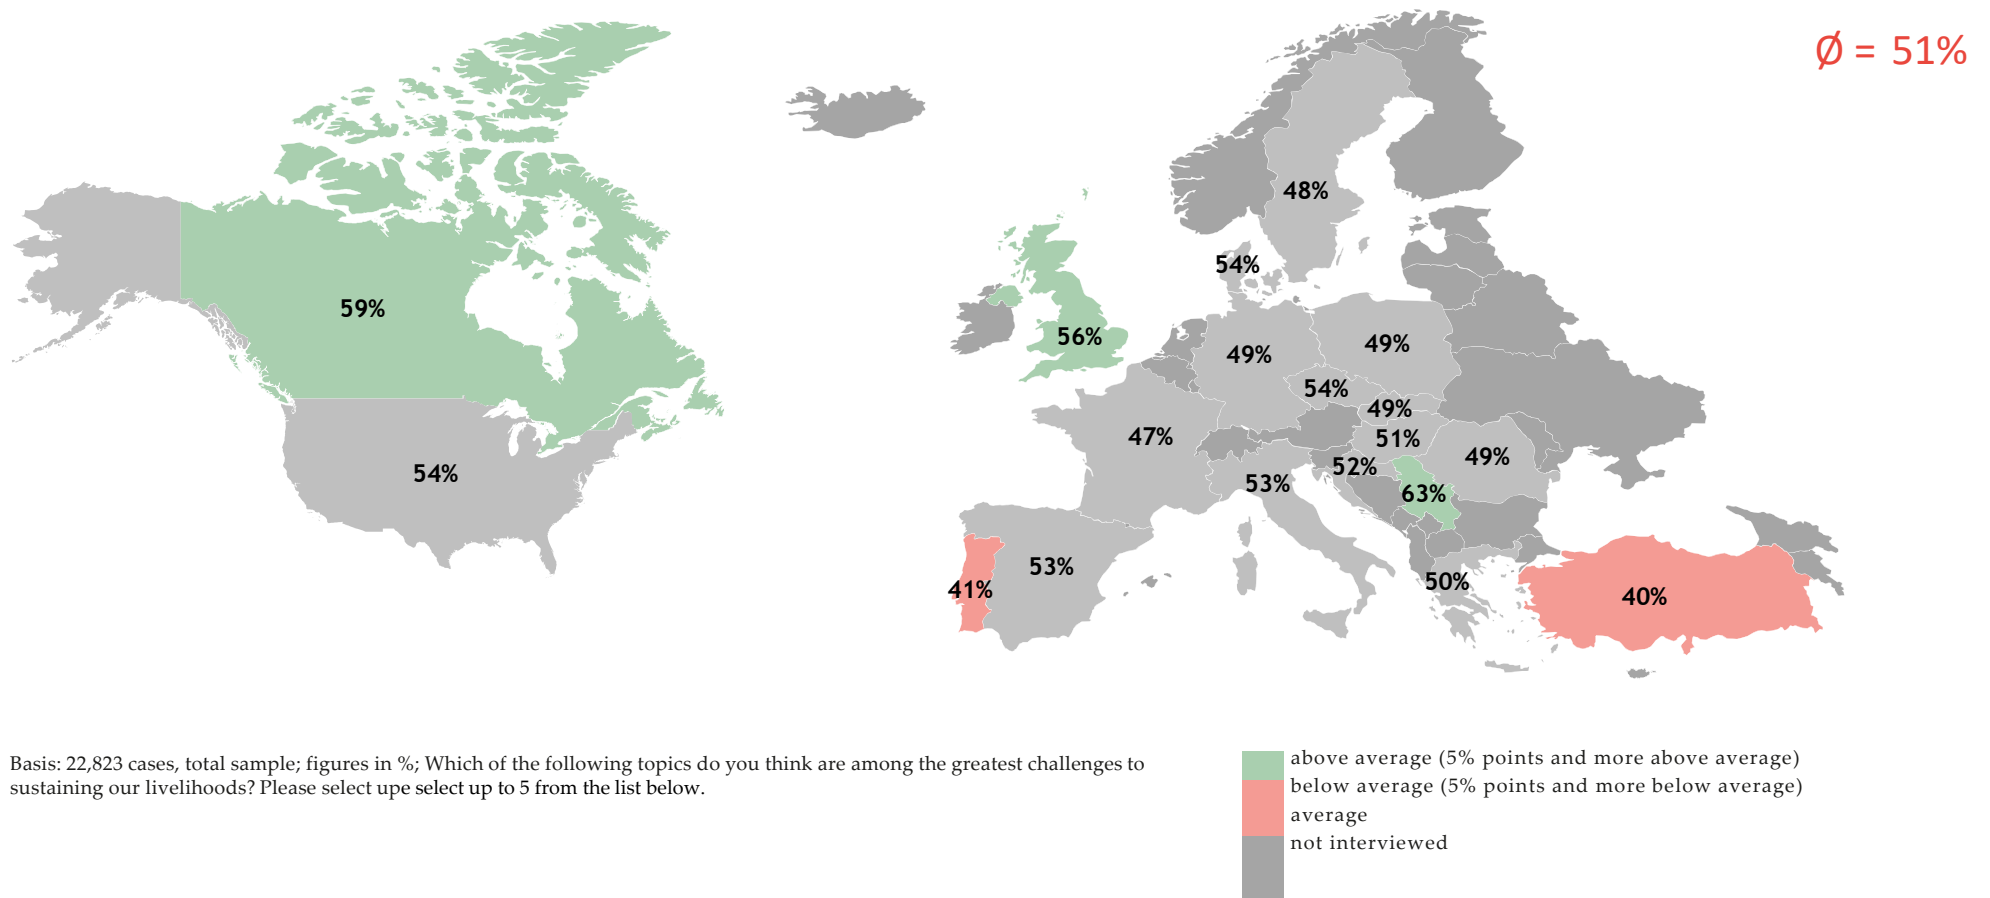 Ø = 51%
48%
54%
59%
56%
49%
49%
54%
49%
47%
51%
49%
52%
54%
53%
63%
53%
50%
41%
40%
Basis: 22,823 cases, total sample; figures in %; Which of the following topics do you think are among the greatest challenges to
sustaining our livelihoods? Please select upe select up to 5 from the list below.
above average (5% points and more above average)
below average (5% points and more below average)
average
not interviewed